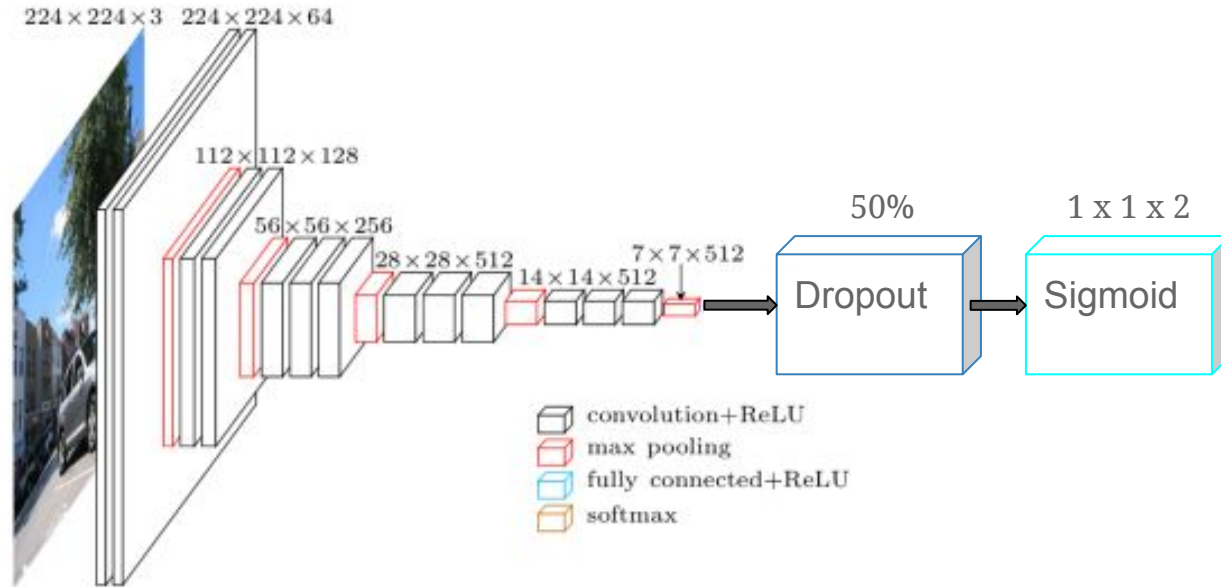 224×224×3
224×224×64
112×112×128
56×56×256
28×28×512
14×14×512
7×7×512
50%
Dropout
1 x 1 x 2
Sigmoid
convolution+ReLU
max pooling
fully connected+ReLU
softmax